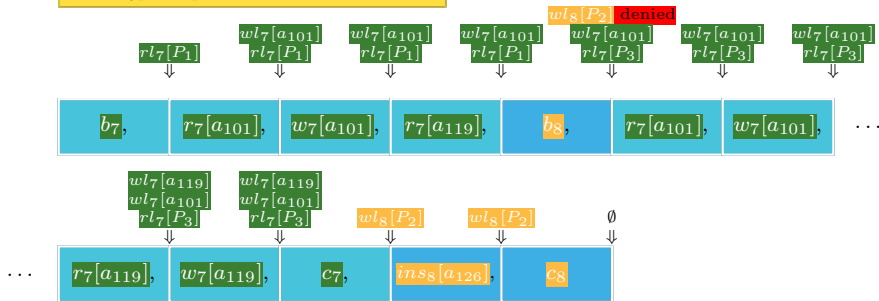 wl₈[P₂] denied
wl₇[a₁₀₁] wl₇[a₁₀₁] wl₇[a₁₀₁] wl₇[a₁₀₁] wl₇[a₁₀₁] wl₇[a₁₀₁]
rl₇[P₁] rl₇[P₁] rl₇[P₁] rl₇[P₁] rl₇[P₃] rl₇[P₃] rl₇[P₃]
⇓ ⇓ ⇓ ⇓ ⇓ ⇓ ⇓
b₇, r₇[a₁₀₁], w₇[a₁₀₁], r₇[a₁₁₉], b₈, r₇[a₁₀₁], w₇[a₁₀₁], ⋯
wl₇[a₁₁₉] wl₇[a₁₁₉]
wl₇[a₁₀₁] wl₇[a₁₀₁]
rl₇[P₃] rl₇[P₃] wl₈[P₂] wl₈[P₂] ∅
⇓ ⇓ ⇓ ⇓ ⇓
⋯ r₇[a₁₁₉], w₇[a₁₁₉], c₇, ins₈[a₁₂₆], c₈